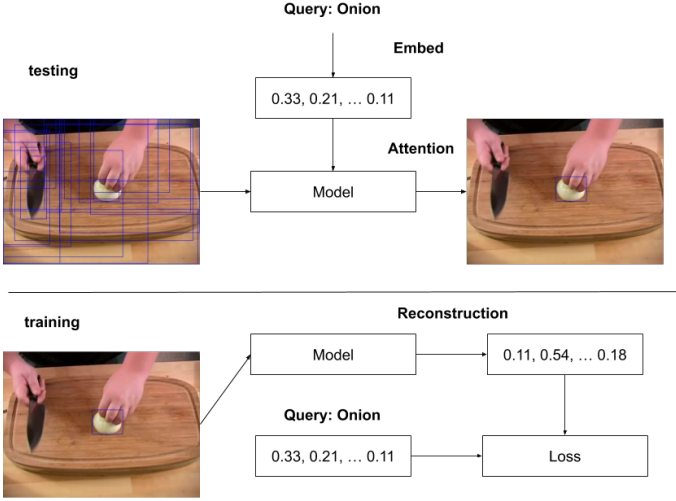 Query: Onion
Embed
testing
0.33, 0.21, … 0.11
Attention
Model
training
Reconstruction
Model
0.11, 0.54, … 0.18
Query: Onion
0.33, 0.21, … 0.11
Loss